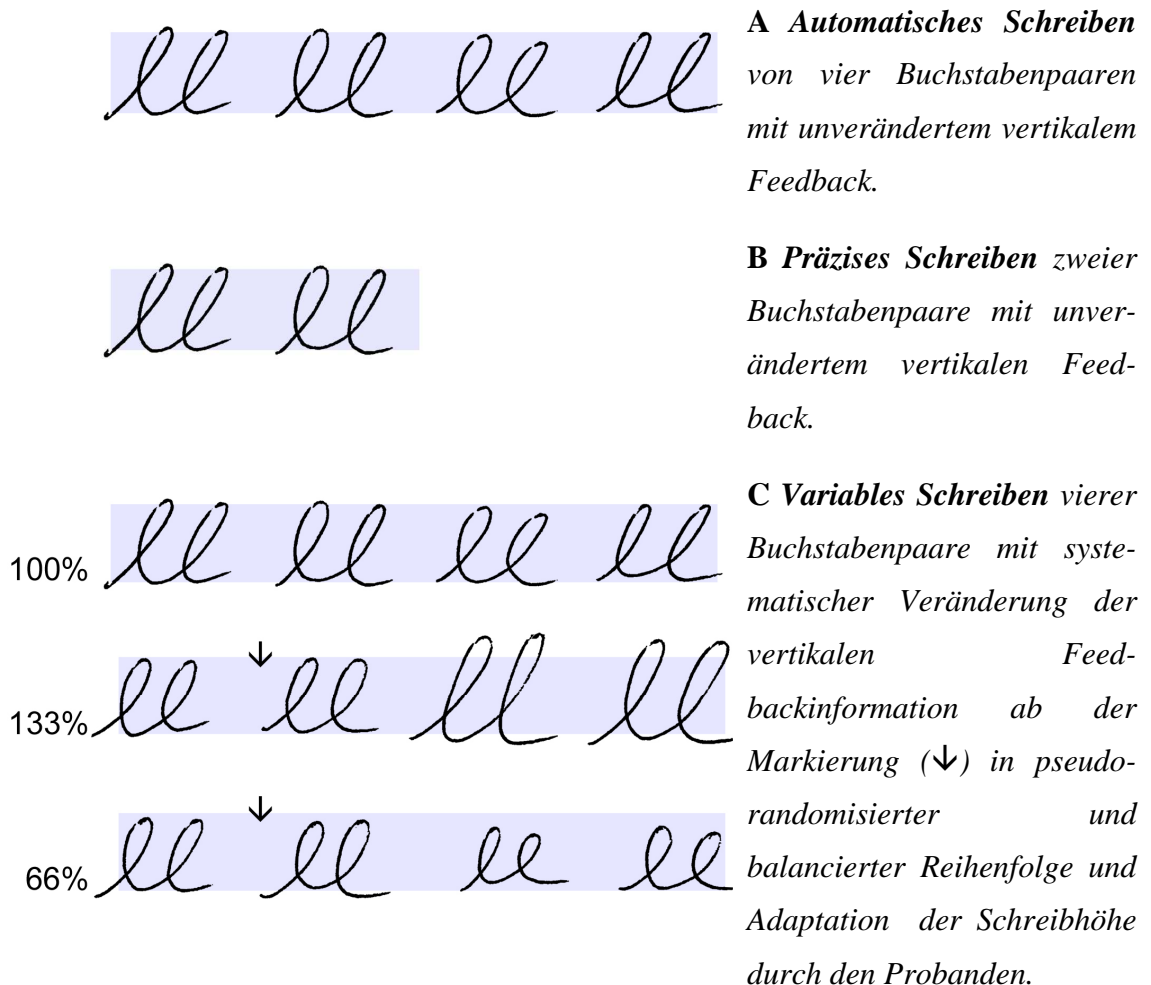 ll ll ll ll
A Automatisches Schreiben
von vier Buchstabenpaaren
mit unverändertem vertikalem
Feedback.
ll ll
B Präzises Schreiben zweier
Buchstabenpaare mit unver-
ändertem vertikalen Feed-
back.
C Variables Schreiben vierer
Buchstabenpaare mit syste-
matischer Veränderung der
vertikalen Feed-
backinformation ab der
Markierung (↓) in pseudo-
randomisierter und
balancierter Reihenfolge und
Adaptation der Schreibhöhe
durch den Probanden.
100% ll ll ll ll
↓
133% ll ll ll ll
↓
66% ll ll ll ll